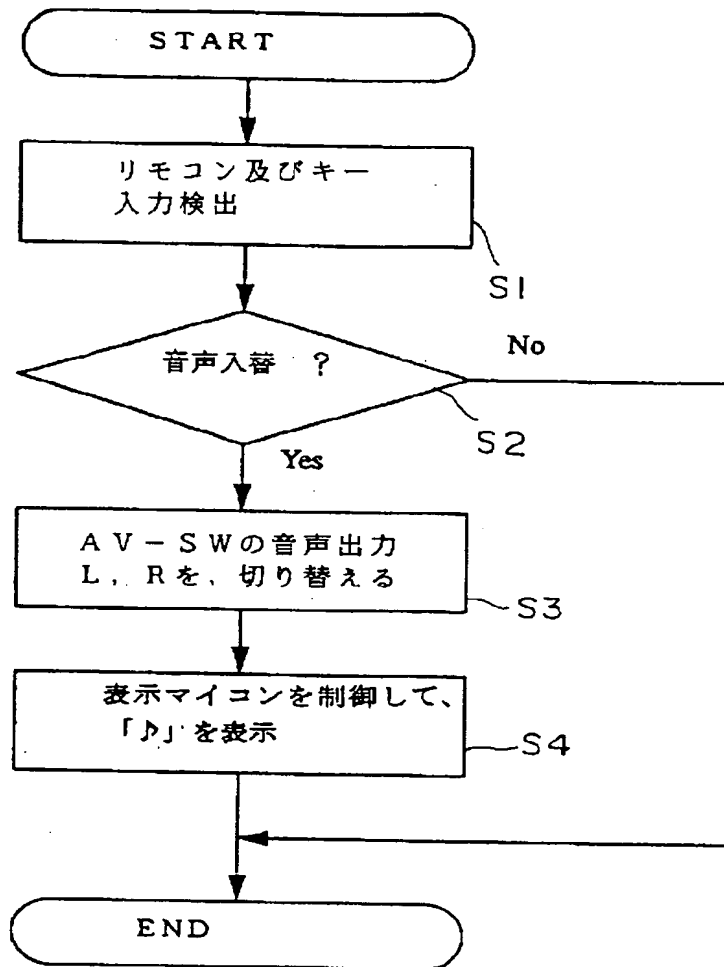 START
リモコン及びキー
入力検出
S1
音声入替 ?
No
S2
Yes
AV-SWの音声出力
L, Rを, 切り替える
S3
表示マイコンを制御して、
「♪」を表示
S4
END